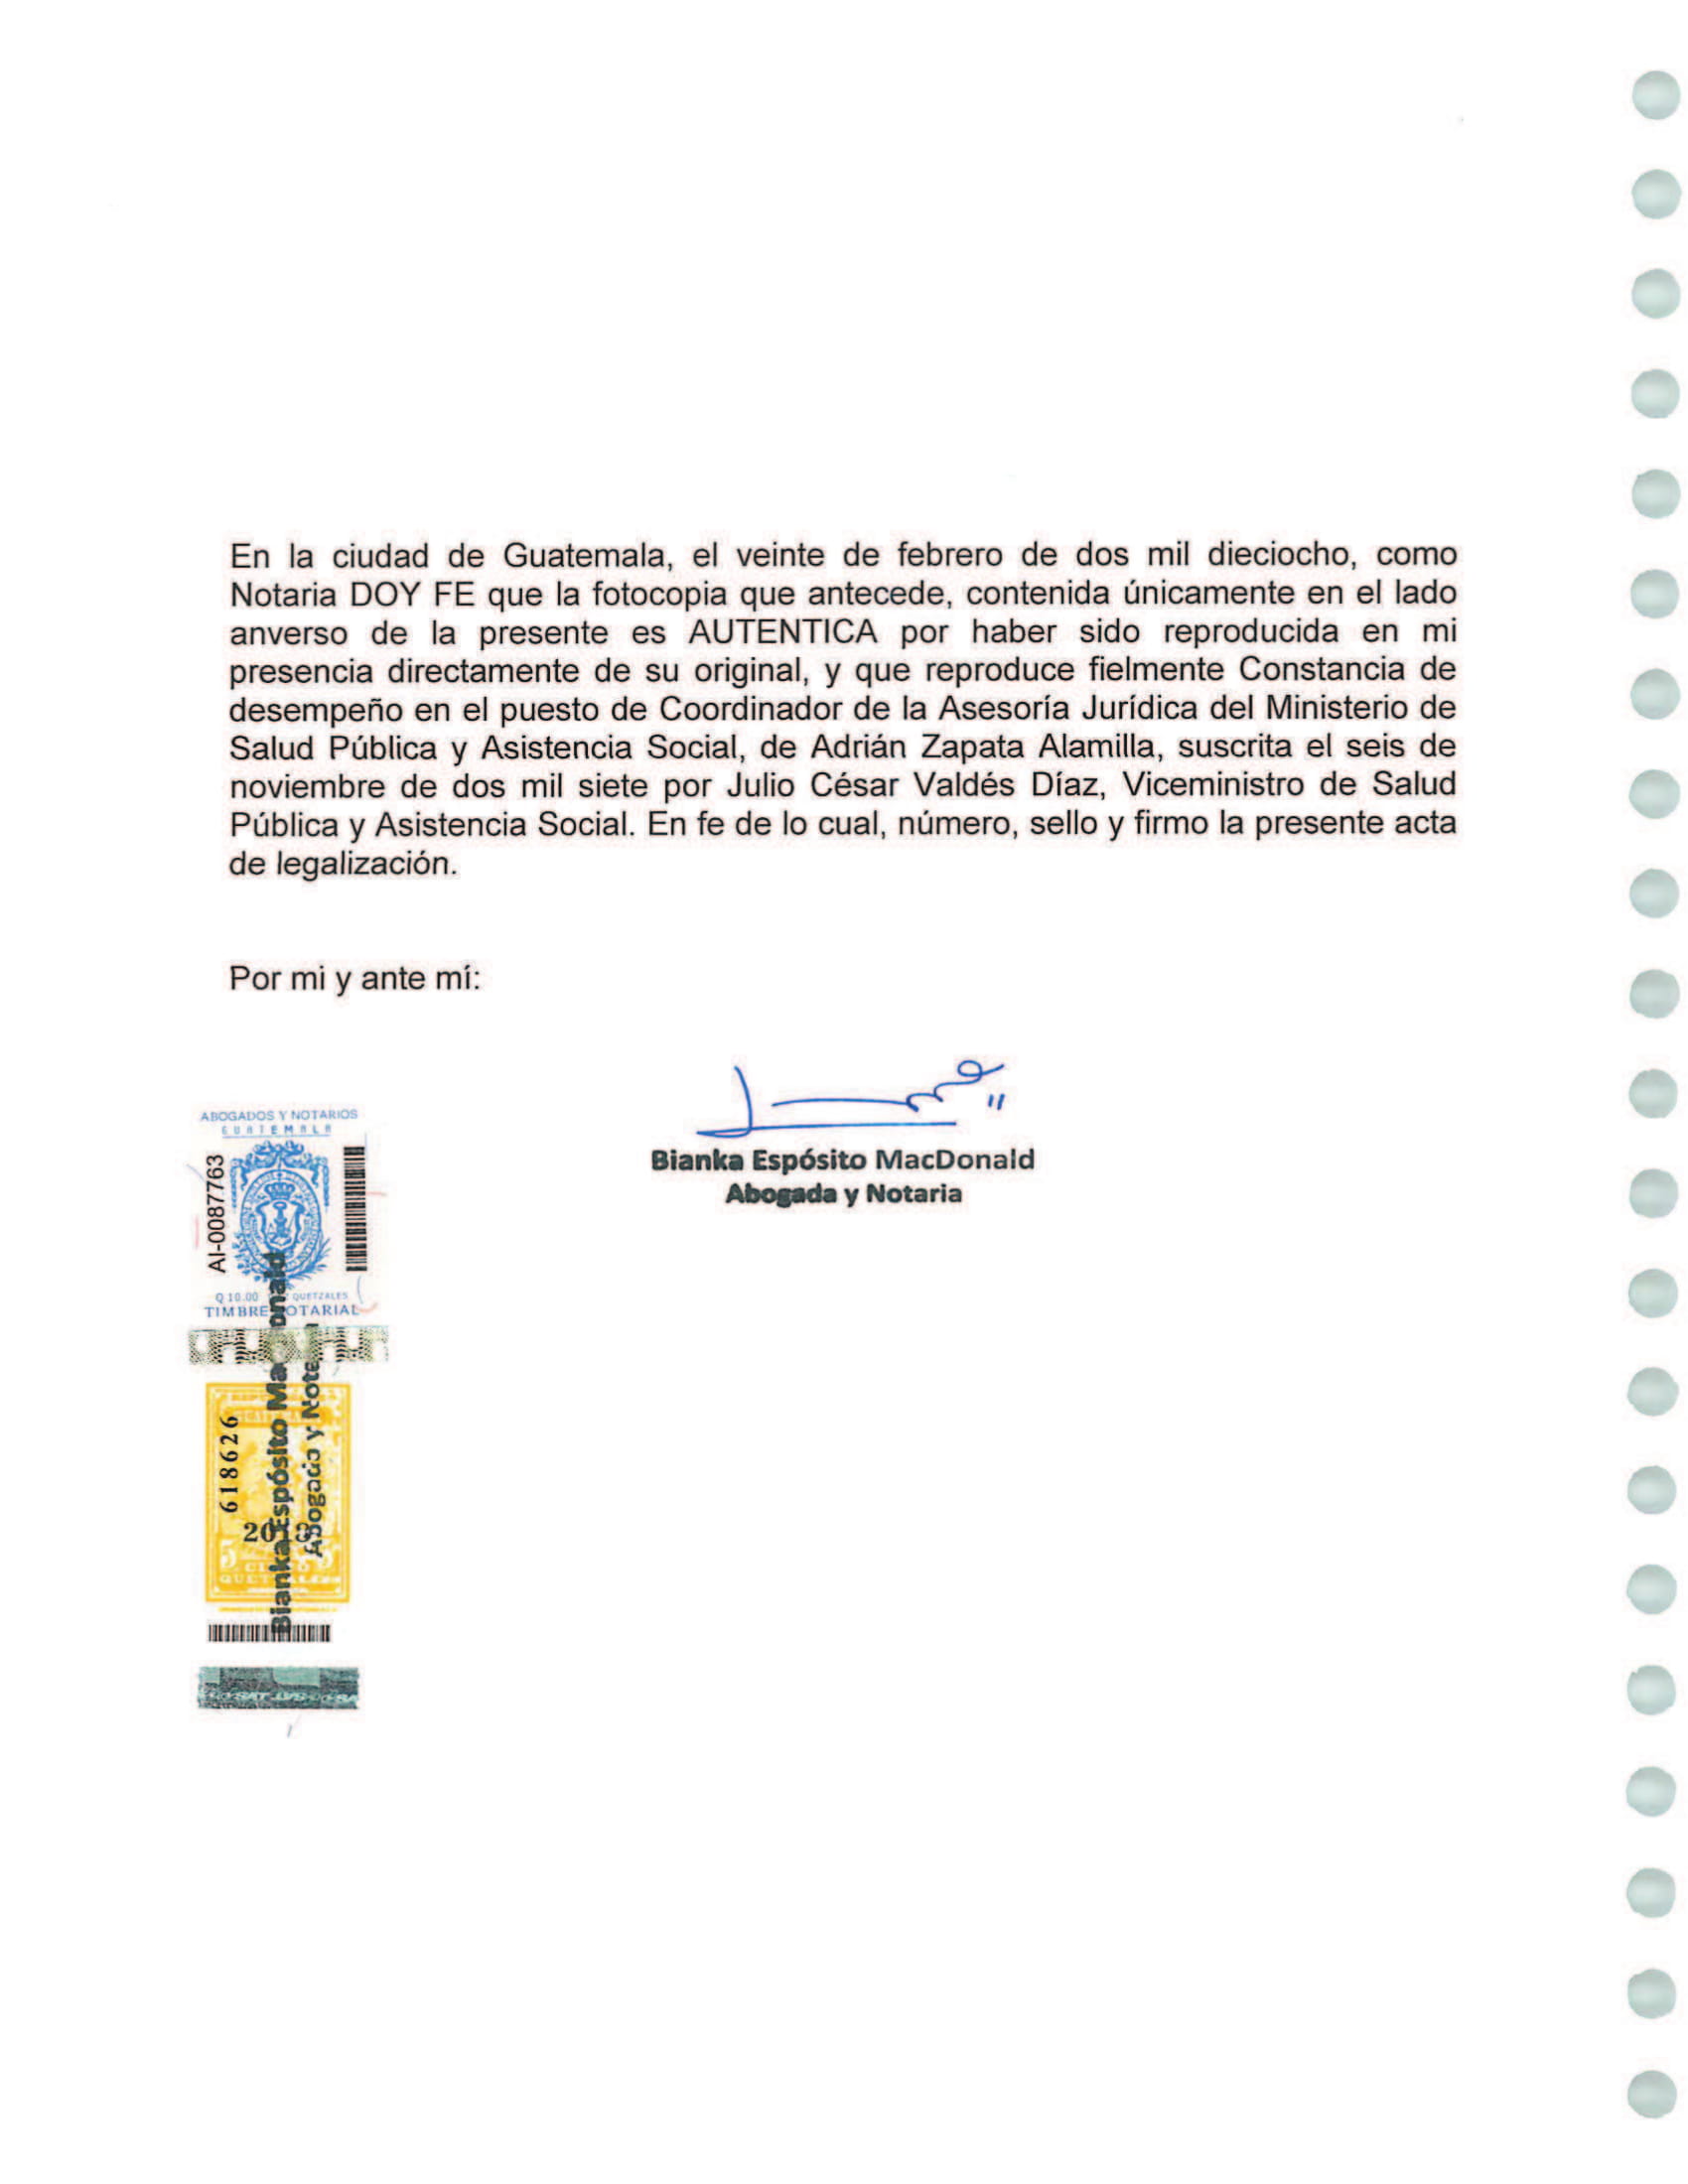 En la ciudad de Guatemala, el veinte de febrero de dos mil dieciocho, como
Notaria DOY FE que la fotocopia que antecede, contenida únicamente en el lado
anverso de la presente es AUTENTICA por haber sido reproducida en mi
presencia directamente de su original, y que reproduce fielmente Constancia de
desempeño en el puesto de Coordinador de la Asesoría Jurídica del Ministerio de
Salud Pública y Asistencia Social, de Adrián Zapata Alamilla, suscrita el seis de
noviembre de dos mil siete por Julio César Valdés Díaz, Viceministro de Salud
Pública y Asistencia Social. En fe de lo cual, número, sello y firmo la presente acta
de legalización.
Por mi y ante mí:
Bianka Espósito MacDonald
Abogada y Notaria
ABOGADOS Y NOTARIOS
GUATEMALA
AI-0087763
Q 10.00 QUETZALES
TIMBRE NOTARIAL
618626
Bianka Espósito MacDonald
Abogada y
5 5
CINCO